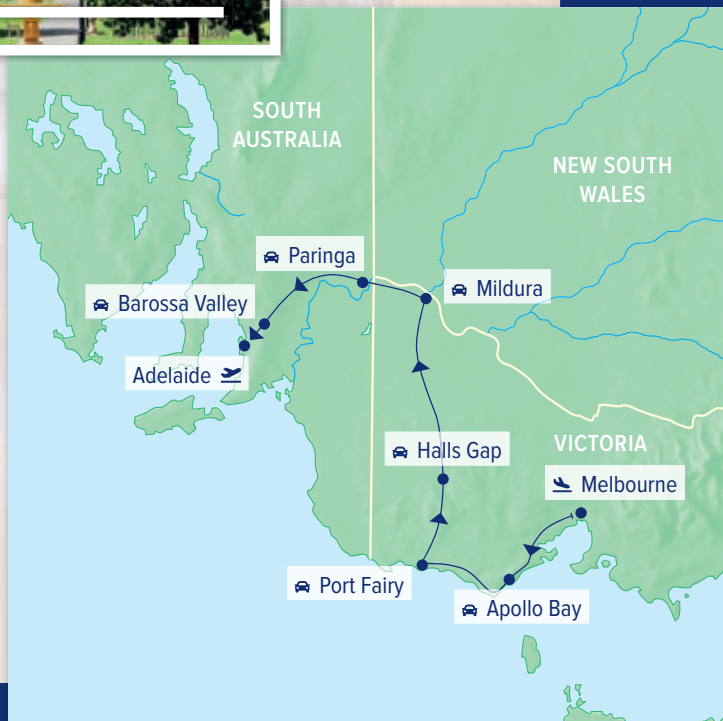 SOUTH
AUSTRALIA
NEW SOUTH
WALES
Paringa
Mildura
Barossa Valley
Adelaide
Halls Gap
VICTORIA
Melbourne
Port Fairy
Apollo Bay